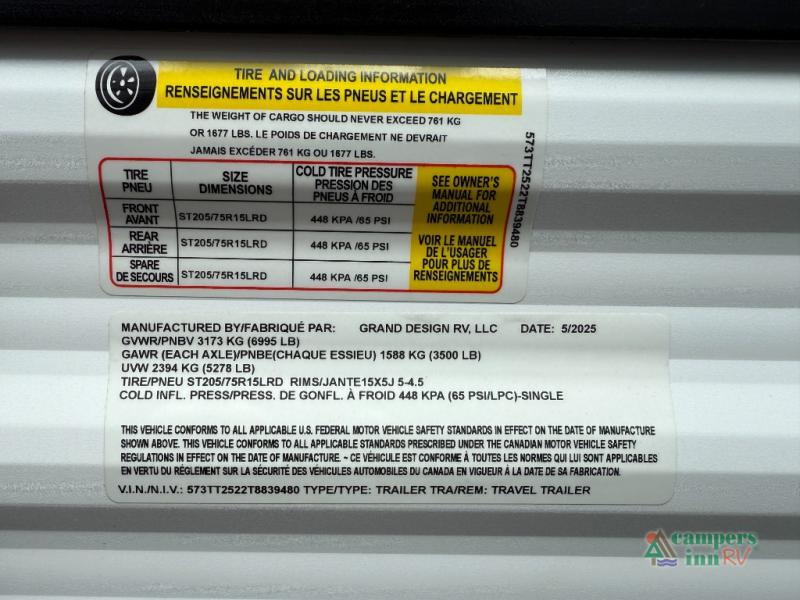 TIRE AND LOADING INFORMATION
RENSEIGNEMENTS SUR LES PNEUS ET LE CHARGEMENT
THE WEIGHT OF CARGO SHOULD NEVER EXCEED 761 KG
OR 1677 LBS. LE POIDS DE CHARGEMENT NE DEVRAIT
JAMAIS EXCÉDER 761 KG OU 1677 LBS.
TIRE
PNEU
SIZE
DIMENSIONS
COLD TIRE PRESSURE
PRESSION DES
PNEUS À FROID
SEE OWNER'S
MANUAL FOR
ADDITIONAL
INFORMATION
VOIR LE MANUEL
DE L'USAGER
POUR PLUS DE
RENSEIGNEMENTS
FRONT
AVANT
ST205/75R15LRD
448 KPA /65 PSI
REAR
ARRIÈRE
ST205/75R15LRD
448 KPA /65 PSI
SPARE
DE SECOURS
ST205/75R15LRD
448 KPA /65 PSI
573TT2522T8839480
MANUFACTURED BY/FABRIQUÉ PAR: GRAND DESIGN RV, LLC DATE: 5/2025
GVWR/PNBV 3173 KG (6995 LB)
GAWR (EACH AXLE)/PNBE(CHAQUE ESSIEU) 1588 KG (3500 LB)
UVW 2394 KG (5278 LB)
TIRE/PNEU ST205/75R15LRD RIMS/JANTE15X5J 5-4.5
COLD INFL. PRESS/PRESS. DE GONFL. À FROID 448 KPA (65 PSI/LPC)-SINGLE
THIS VEHICLE CONFORMS TO ALL APPLICABLE U.S. FEDERAL MOTOR VEHICLE SAFETY STANDARDS IN EFFECT ON THE DATE OF MANUFACTURE
SHOWN ABOVE. THIS VEHICLE CONFORMS TO ALL APPLICABLE STANDARDS PRESCRIBED UNDER THE CANADIAN MOTOR VEHICLE SAFETY
REGULATIONS IN EFFECT ON THE DATE OF MANUFACTURE. ~ CE VÉHICULE EST CONFORME À TOUTES LES NORMES QUI LUI SONT APPLICABLES
EN VERTU DU RÉGLEMENT SUR LA SÉCURITÉ DES VÉHICULES AUTOMOBILES DU CANADA EN VIGUEUR À LA DATE DE SA FABRICATION.
V.I.N./N.I.V.: 573TT2522T8839480 TYPE/TYPE: TRAILER TRA/REM: TRAVEL TRAILER
campers
inn RV